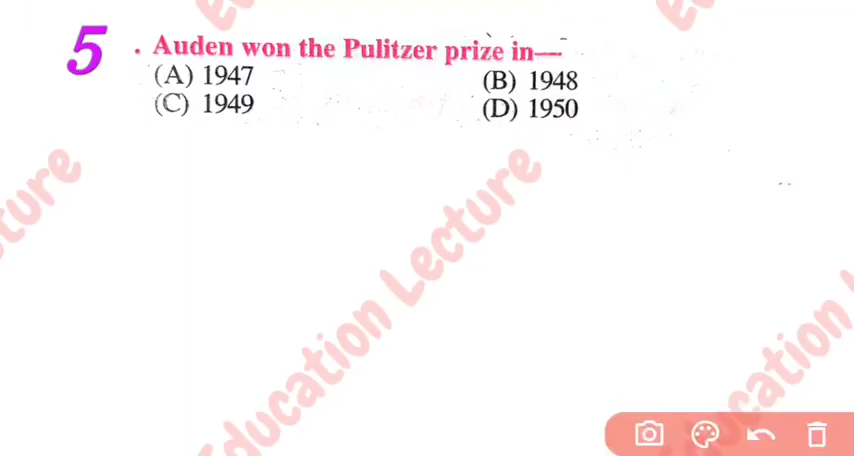 5 . Auden won the Pulitzer prize in—
(A) 1947 (B) 1948
(C) 1949 (D) 1950
Education Lecture